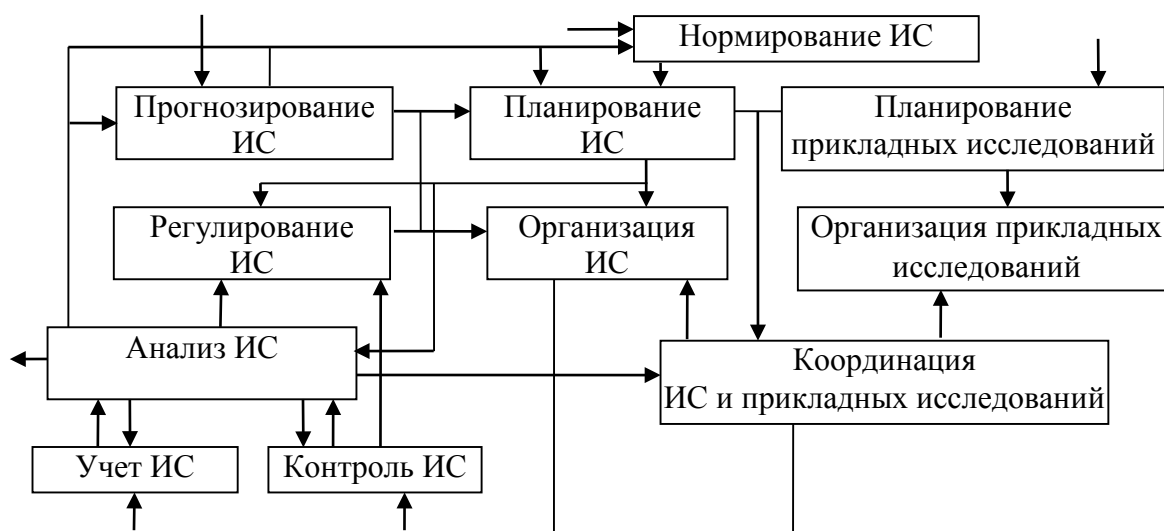 Нормирование ИС
Прогнозирование
ИС
Планирование
ИС
Планирование
прикладных исследований
Регулирование
ИС
Организация
ИС
Организация прикладных
исследований
Анализ ИС
Координация
ИС и прикладных исследований
Учет ИС
Контроль ИС